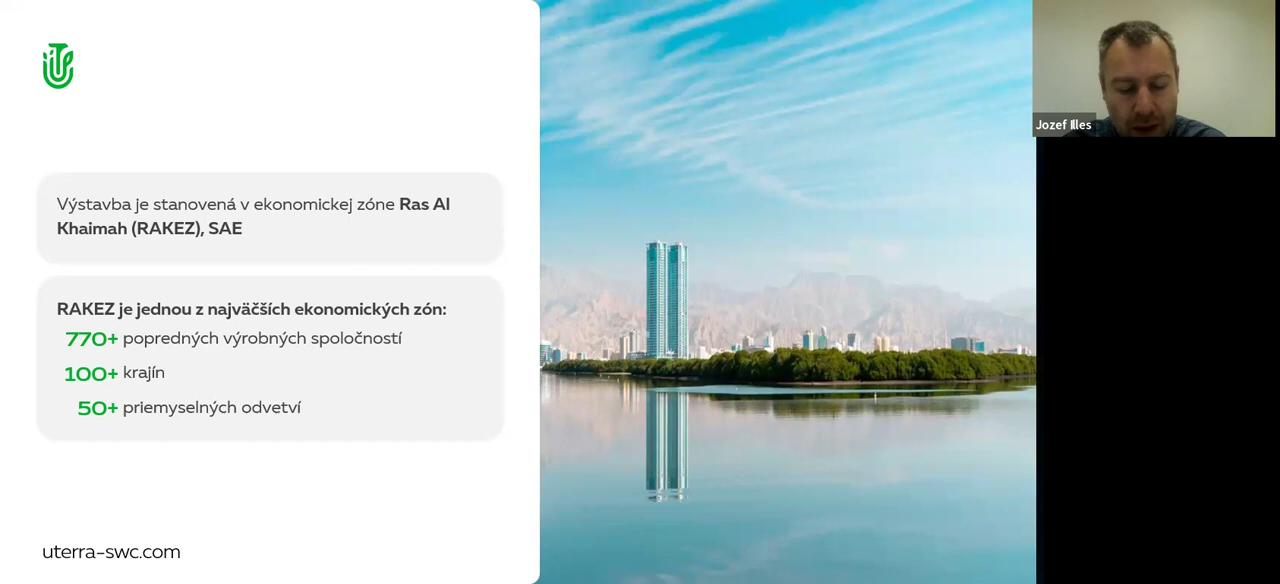 Výstavba je stanovená v ekonomickej zóne Ras Al
Khaimah (RAKEZ), SAE
RAKEZ je jednou z najväčších ekonomických zón:
770+ popredných výrobných spoločností
100+ krajín
50+ priemyselných odvetví
uterra-swc.com
Jozef Illes